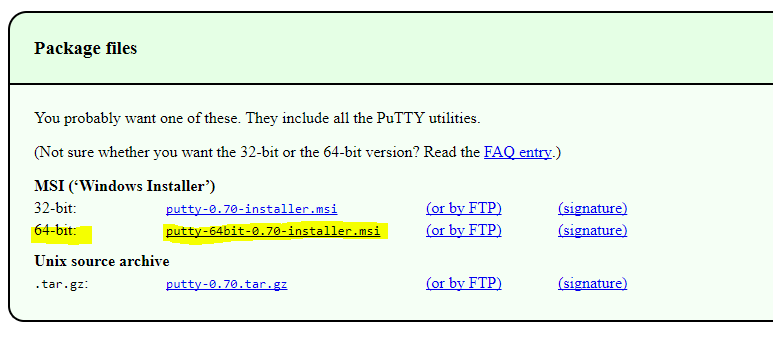 Package files
You probably want one of these. They include all the PuTTY utilities.
(Not sure whether you want the 32-bit or the 64-bit version? Read the FAQ entry.)
MSI (‘Windows Installer’)
32-bit: putty-0.70-installer.msi (or by FTP) (signature)
64-bit: putty-64bit-0.70-installer.msi (or by FTP) (signature)
Unix source archive
.tar.gz: putty-0.70.tar.gz (or by FTP) (signature)